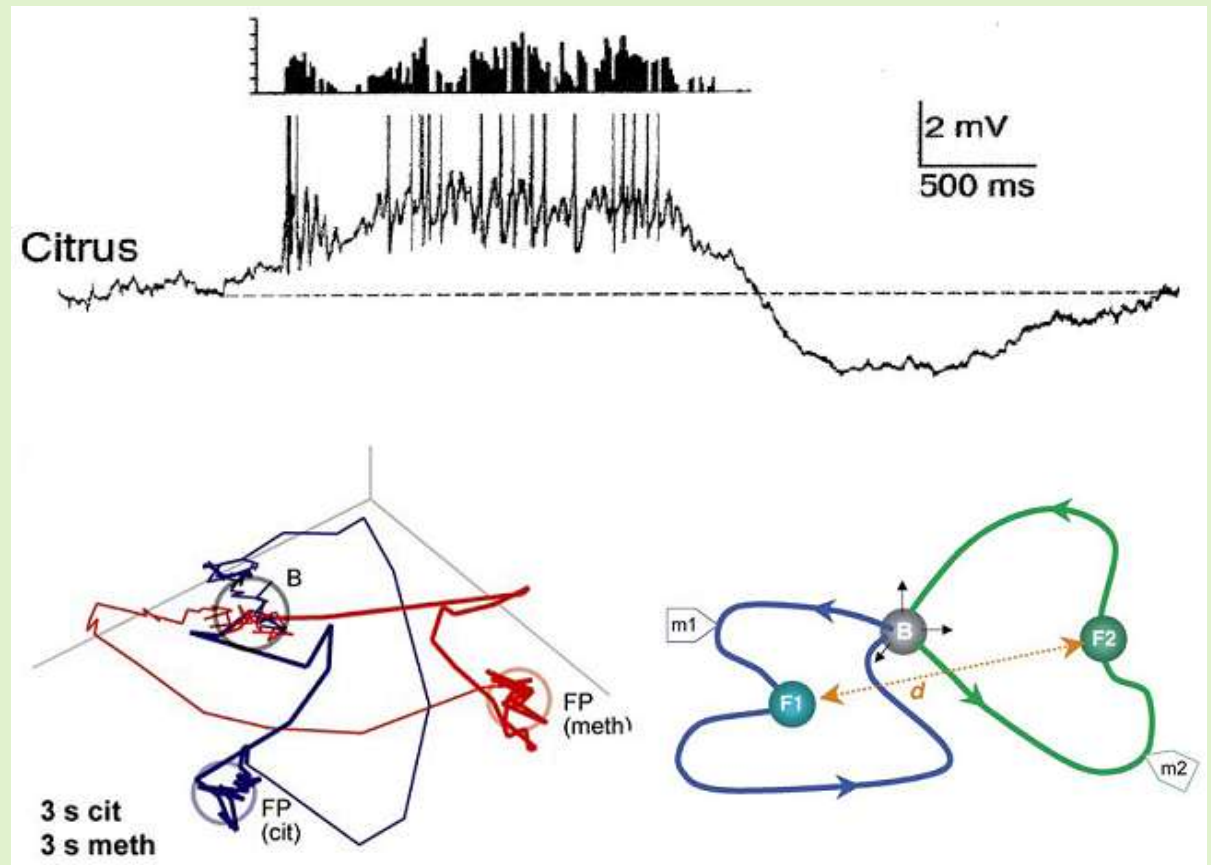 2 mV
500 ms
Citrus
B
FP
(meth)
FP
(cit)
3 s cit
3 s meth
m1
B
F2
d
F1
m2